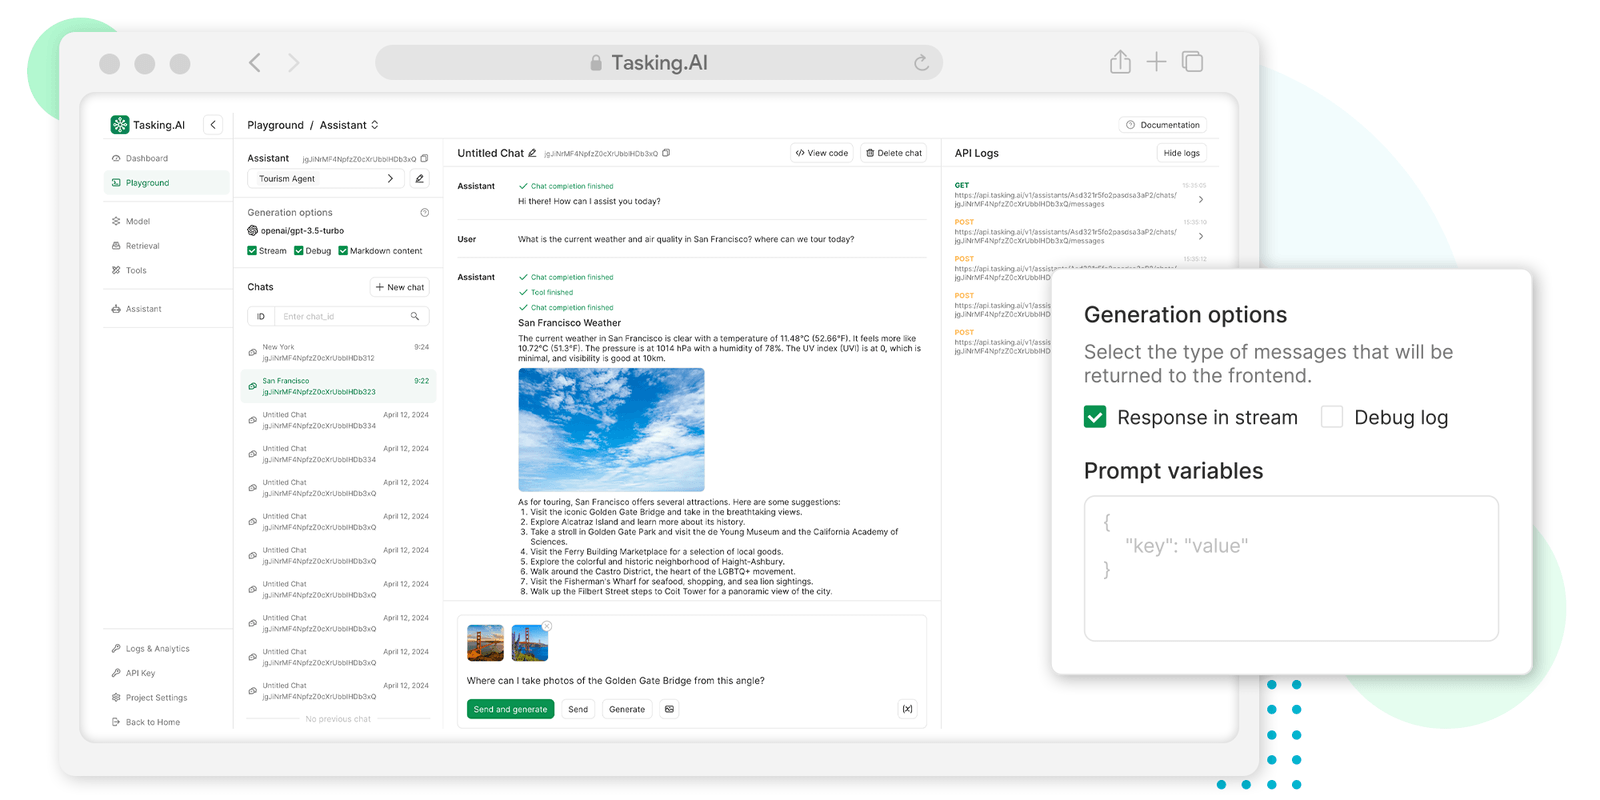 Tasking.AI
Tasking.AI
Dashboard
Playground
Model
Retrieval
Tools
Assistant
Logs & Analytics
API Key
Project Settings
Back to Home
Playground / Assistant
Documentation
Assistant jgJiNrMF4NpfzZ0cXrUbblHDb3xQ
Tourism Agent
Generation options
openai/gpt-3.5-turbo
Stream Debug Markdown content
Chats
New chat
ID Enter chat_id
New York 9:24
jgJiNrMF4NpfzZ0cXrUbblHDb312
San Francisco 9:22
jgJiNrMF4NpfzZ0cXrUbblHDb323
Untitled Chat April 12, 2024
jgJiNrMF4NpfzZ0cXrUbblHDb334
Untitled Chat April 12, 2024
jgJiNrMF4NpfzZ0cXrUbblHDb334
Untitled Chat April 12, 2024
jgJiNrMF4NpfzZ0cXrUbblHDb3xQ
Untitled Chat April 12, 2024
jgJiNrMF4NpfzZ0cXrUbblHDb3xQ
Untitled Chat April 12, 2024
jgJiNrMF4NpfzZ0cXrUbblHDb3xQ
Untitled Chat April 12, 2024
jgJiNrMF4NpfzZ0cXrUbblHDb3xQ
Untitled Chat April 12, 2024
jgJiNrMF4NpfzZ0cXrUbblHDb3xQ
Untitled Chat April 12, 2024
jgJiNrMF4NpfzZ0cXrUbblHDb3xQ
Untitled Chat April 12, 2024
jgJiNrMF4NpfzZ0cXrUbblHDb3xQ
No previous chat
Untitled Chat jgJiNrMF4NpfzZ0cXrUbblHDb3xQ
View code
Delete chat
Assistant
Chat completion finished
Hi there! How can I assist you today?
User
What is the current weather and air quality in San Francisco? where can we tour today?
Assistant
Chat completion finished
Tool finished
Chat completion finished
San Francisco Weather
The current weather in San Francisco is clear with a temperature of 11.48°C (52.66°F). It feels more like
10.72°C (51.3°F). The pressure is at 1014 hPa with a humidity of 78%. The UV index (UVI) is at 0, which is
minimal, and visibility is good at 10km.
As for touring, San Francisco offers several attractions. Here are some suggestions:
1. Visit the iconic Golden Gate Bridge and take in the breathtaking views.
2. Explore Alcatraz Island and learn more about its history.
3. Take a stroll in Golden Gate Park and visit the de Young Museum and the California Academy of
Sciences.
4. Visit the Ferry Building Marketplace for a selection of local goods.
5. Explore the colorful and historic neighborhood of Haight-Ashbury.
6. Walk around the Castro District, the heart of the LGBTQ+ movement.
7. Visit the Fisherman's Wharf for seafood, shopping, and sea lion sightings.
8. Walk up the Filbert Street steps to Coit Tower for a panoramic view of the city.
Where can I take photos of the Golden Gate Bridge from this angle?
Send and generate
Send
Generate
(x)
API Logs
Hide logs
GET 15:35:05
https://api.tasking.ai/v1/assistants/Asd321r5fo2pasdsa3aP2/chats/
jgJiNrMF4NpfzZ0cXrUbblHDb3xQ/messages
POST 15:35:10
https://api.tasking.ai/v1/assistants/Asd321r5fo2pasdsa3aP2/chats/
jgJiNrMF4NpfzZ0cXrUbblHDb3xQ/messages
POST 15:35:12
https://api.tasking.ai/v1/assistants/Asd321r5fo2pasdsa3aP2/chats/
jgJiNrMF4NpfzZ0cXrUbblHD
POST
https://api.tasking.ai/v1/assis
jgJiNrMF4NpfzZ0cXrUbblHD
POST
https://api.tasking.ai/v1/assis
jgJiNrMF4NpfzZ0cXrUbblHD
Generation options
Select the type of messages that will be
returned to the frontend.
Response in stream
Debug log
Prompt variables
{
"key": "value"
}